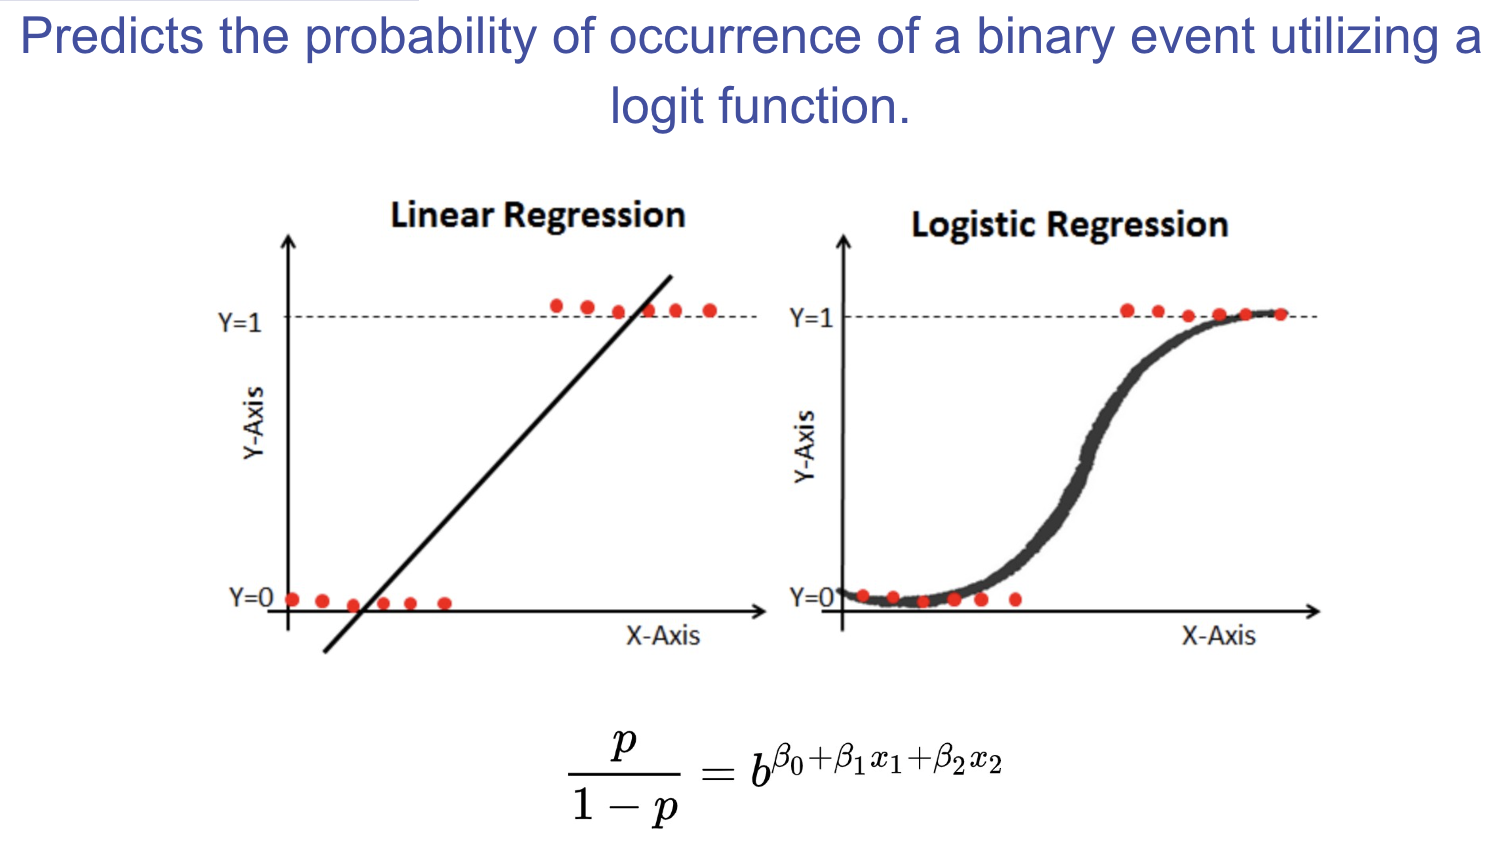 Predicts the probability of occurrence of a binary event utilizing a
logit function.
Linear Regression
Y=1
Y-Axis
Y=0
X-Axis
Logistic Regression
Y=1
Y-Axis
Y=0
X-Axis
p/(1 − p) = b^(β₀+β₁x₁+β₂x₂)